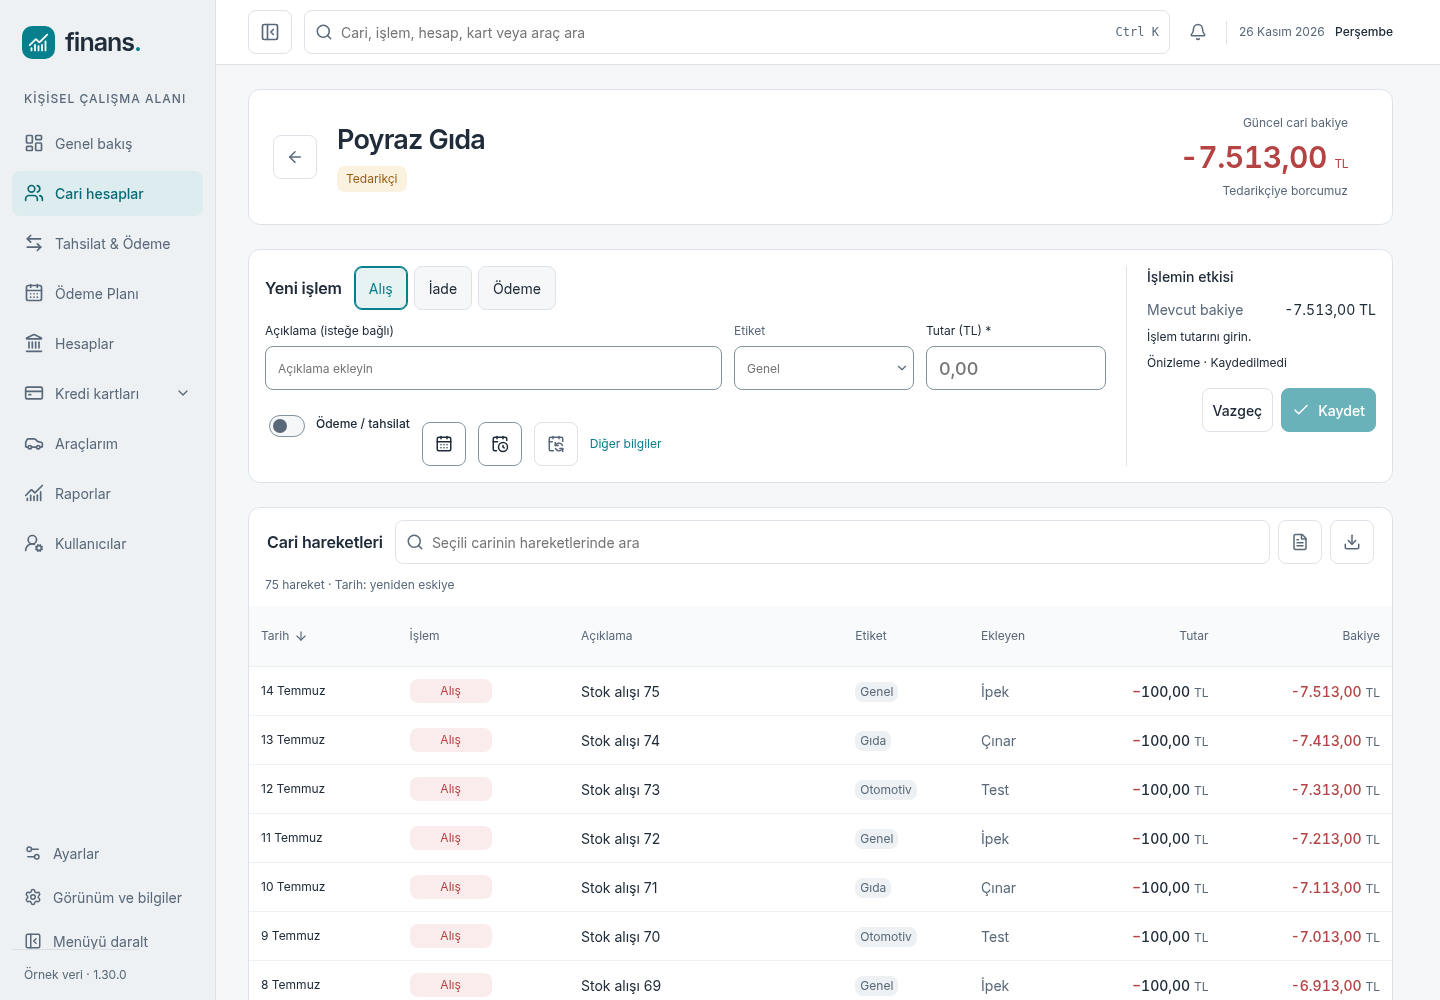 finans.
KİŞİSEL ÇALIŞMA ALANI
Genel bakış
Cari hesaplar
Tahsilat & Ödeme
Ödeme Planı
Hesaplar
Kredi kartları
Araçlarım
Raporlar
Kullanıcılar
Ayarlar
Görünüm ve bilgiler
Menüyü daralt
Örnek veri · 1.30.0
Cari, işlem, hesap, kart veya araç ara Ctrl K
26 Kasım 2026 Perşembe
Poyraz Gıda
Tedarikçi
Güncel cari bakiye
-7.513,00 TL
Tedarikçiye borcumuz
Yeni işlem Alış İade Ödeme
Açıklama (isteğe bağlı) Etiket Tutar (TL) *
Açıklama ekleyin Genel 0,00
Ödeme / tahsilat Diğer bilgiler
İşlemin etkisi
Mevcut bakiye -7.513,00 TL
İşlem tutarını girin.
Önizleme · Kaydedilmedi
Vazgeç Kaydet
Cari hareketleri Seçili carinin hareketlerinde ara
75 hareket · Tarih: yeniden eskiye
Tarih İşlem Açıklama Etiket Ekleyen Tutar Bakiye
14 Temmuz Alış Stok alışı 75 Genel İpek −100,00 TL -7.513,00 TL
13 Temmuz Alış Stok alışı 74 Gıda Çınar −100,00 TL -7.413,00 TL
12 Temmuz Alış Stok alışı 73 Otomotiv Test −100,00 TL -7.313,00 TL
11 Temmuz Alış Stok alışı 72 Genel İpek −100,00 TL -7.213,00 TL
10 Temmuz Alış Stok alışı 71 Gıda Çınar −100,00 TL -7.113,00 TL
9 Temmuz Alış Stok alışı 70 Otomotiv Test −100,00 TL -7.013,00 TL
8 Temmuz Alış Stok alışı 69 Genel İpek −100,00 TL -6.913,00 TL